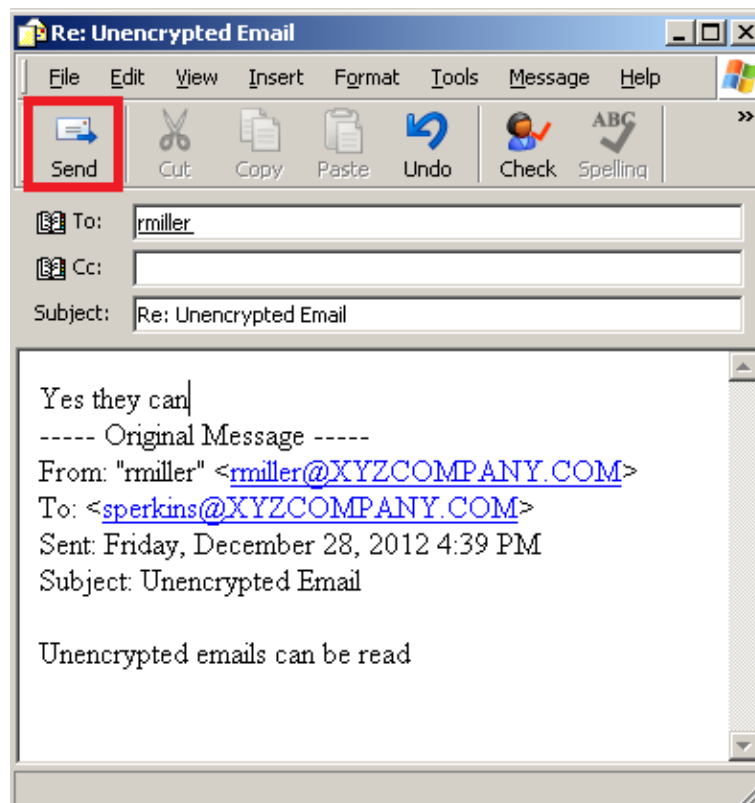 Re: Unencrypted Email
File Edit View Insert Format Tools Message Help
ABC
Send Cut Copy Paste Undo Check Spelling
To: rmiller
Cc:
Subject: Re: Unencrypted Email
Yes they can
----- Original Message -----
From: "rmiller" <rmiller@XYZCOMPANY.COM>
To: <sperkins@XYZCOMPANY.COM>
Sent: Friday, December 28, 2012 4:39 PM
Subject: Unencrypted Email
Unencrypted emails can be read